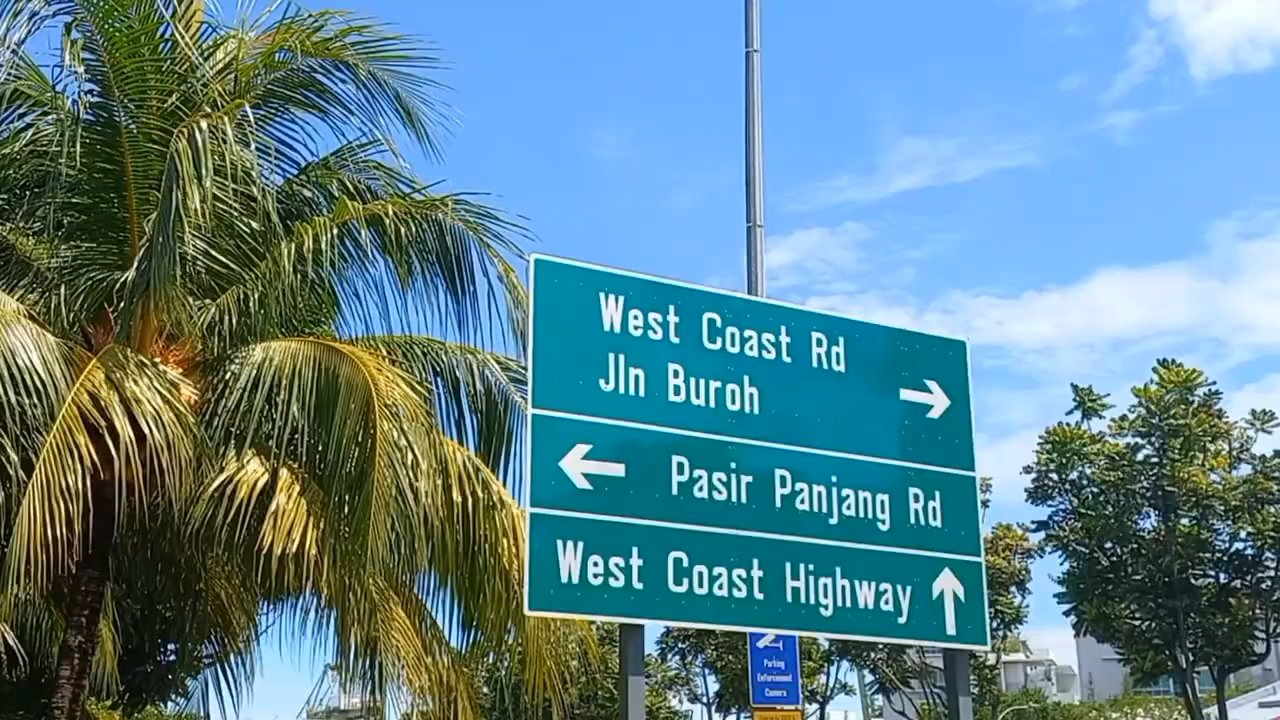 West Coast Rd
Jln Buroh
Pasir Panjang Rd
West Coast Highway
Parking
Enforcement
Camera